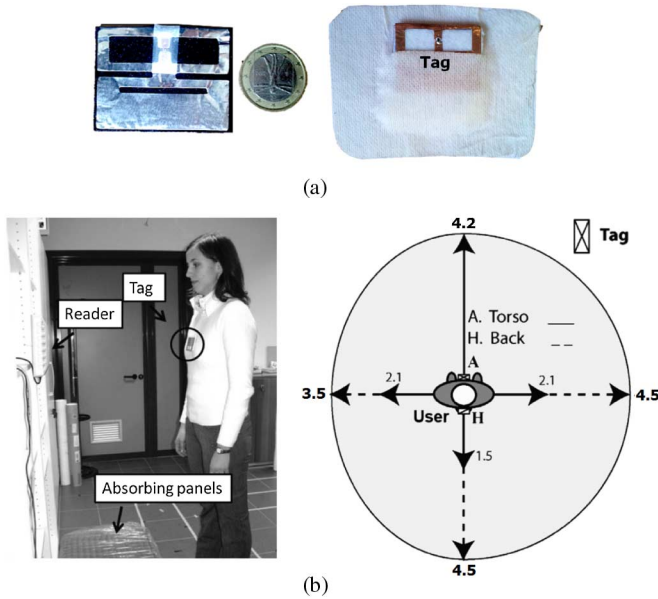 Tag
(a)
Reader
Tag
Absorbing panels
4.2
Tag
A. Torso
H. Back
A
3.5
2.1
2.1
4.5
User
H
1.5
4.5
(b)